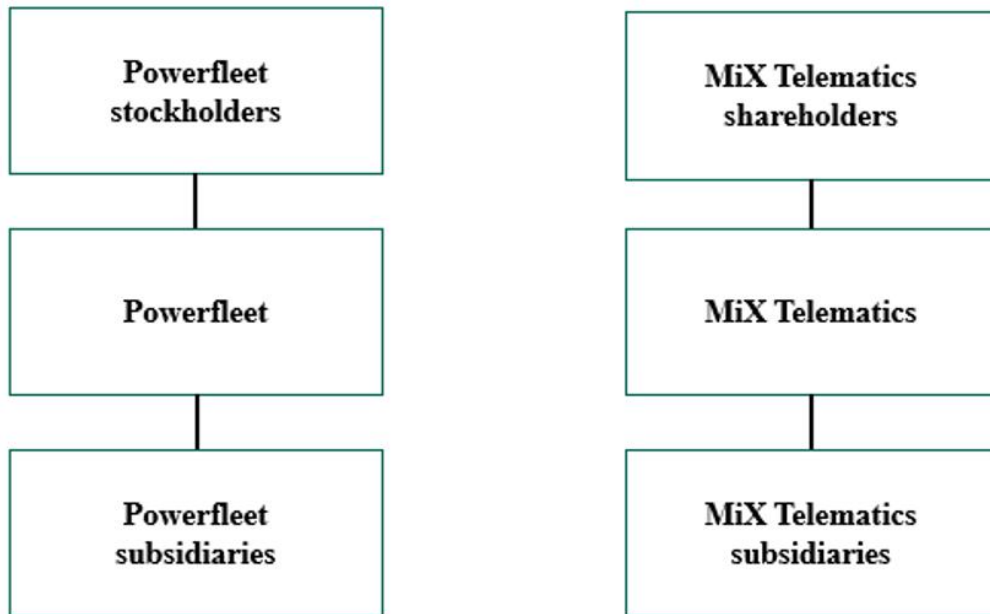 Powerfleet
stockholders
MiX Telematics
shareholders
Powerfleet
MiX Telematics
Powerfleet
subsidiaries
MiX Telematics
subsidiaries